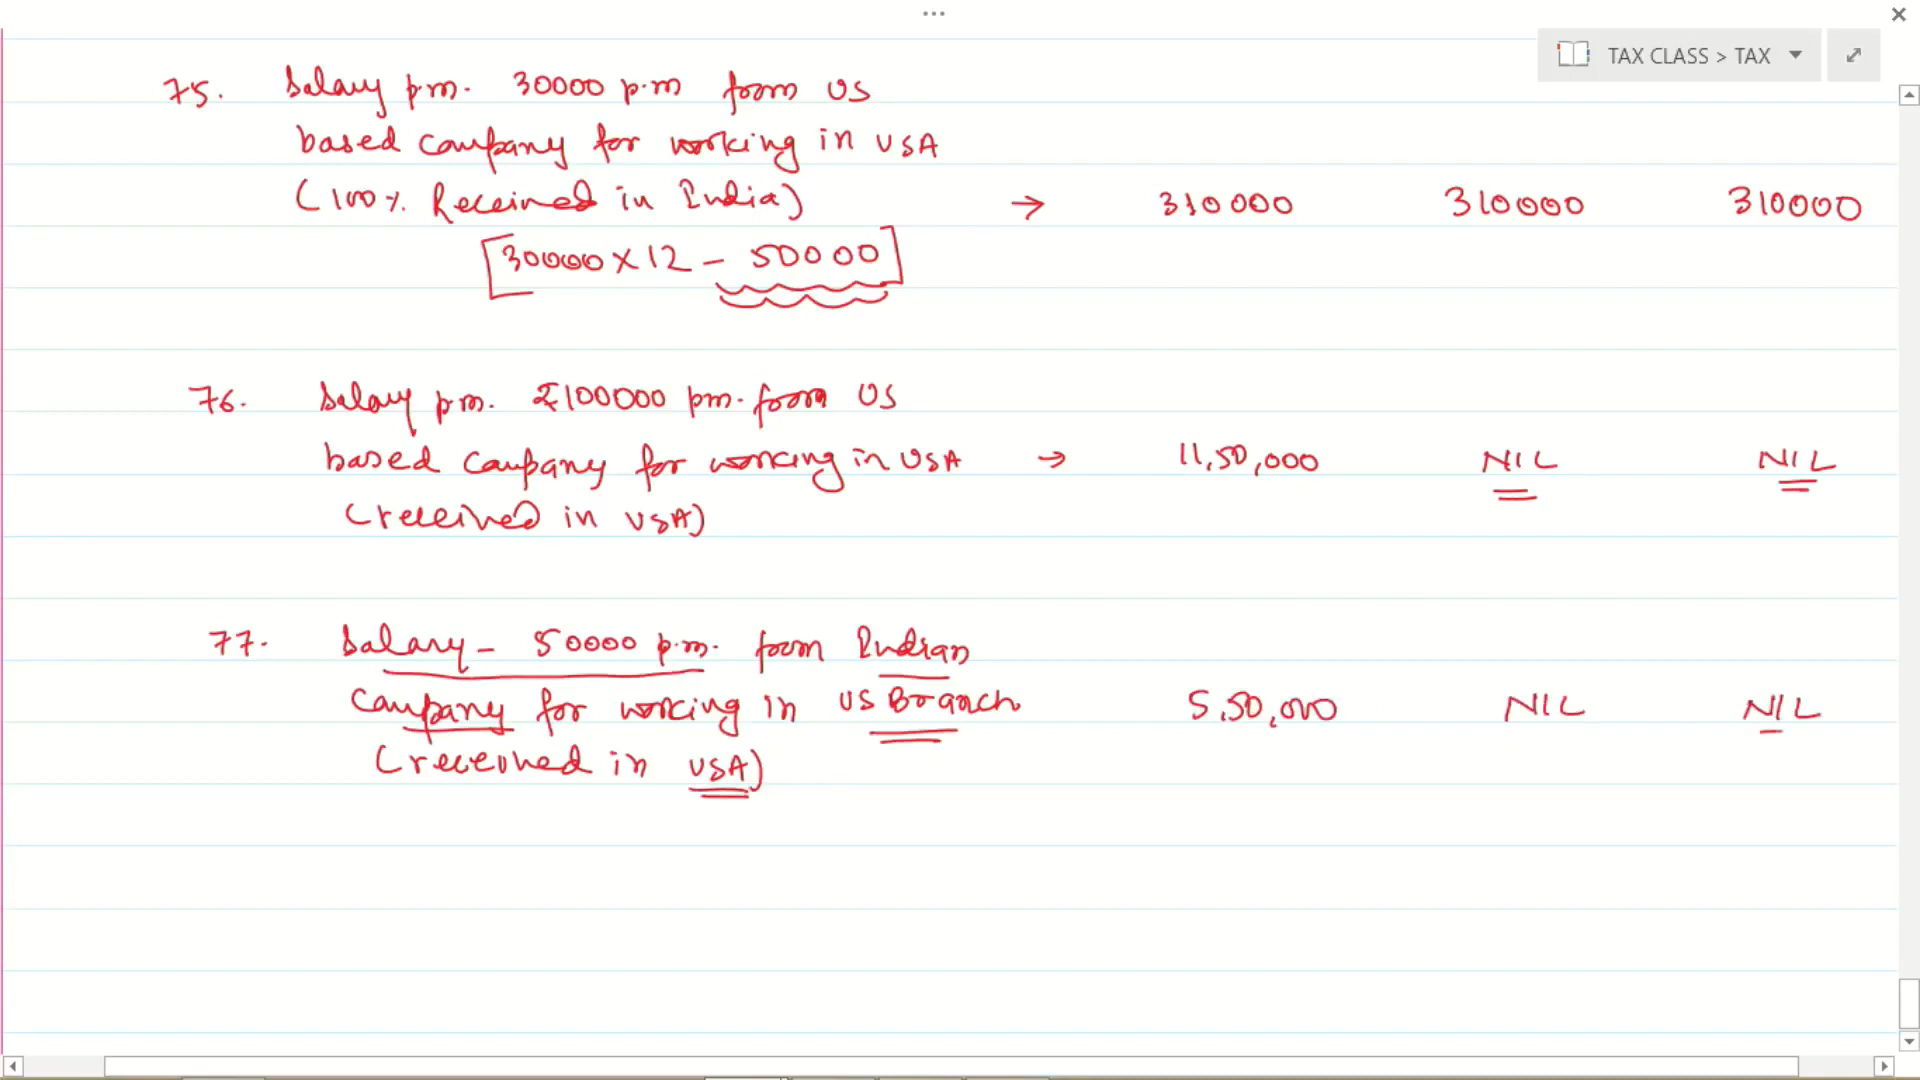 TAX CLASS > TAX
75. Salary p.m. 30000 p.m from US
based company for working in USA
(100% Received in India) → 310000 310000 310000
[30000 x 12 - 50000]
76. Salary p.m. ₹100000 pm. from US
based company for working in USA → 11,50,000 NIL NIL
(received in USA)
77. Salary - 50000 p.m. from Indian
Company for working in US Branch 5,50,000 NIL NIL
(received in USA)